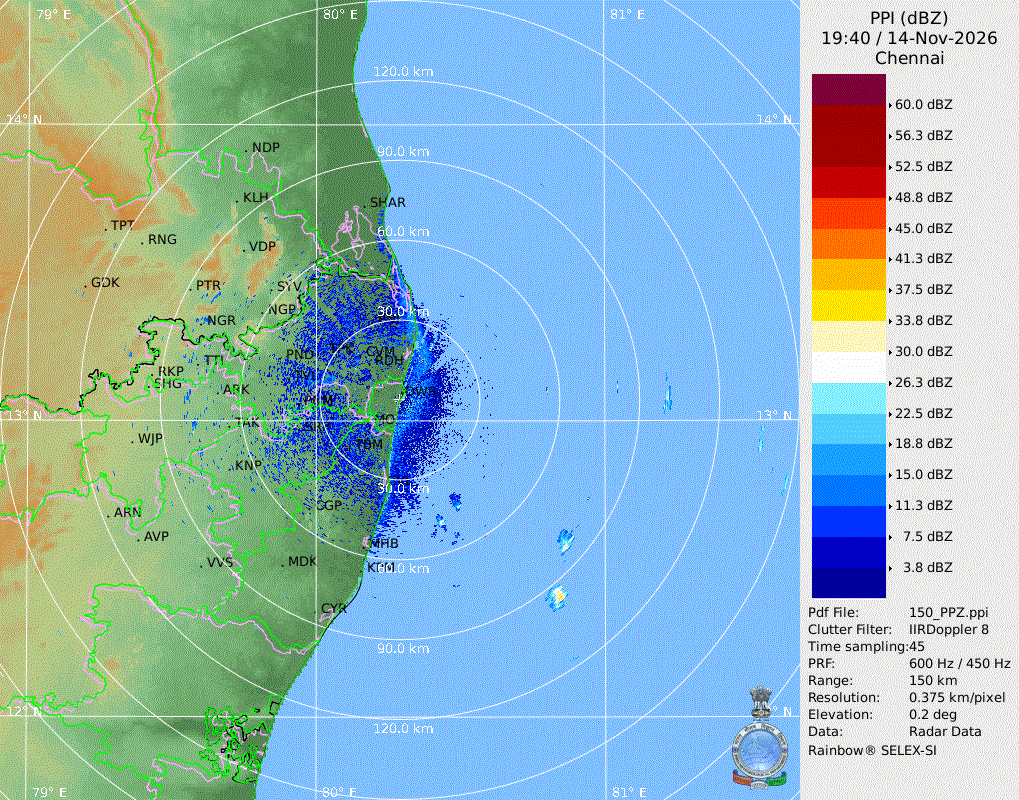 79° E
80° E
81° E
120.0 km
14° N
14° N
90.0 km
NDP
KLH
SHAR
TPT
RNG
60.0 km
VDP
GDK
PTR
SYV
NGP
30.0 km
NGR
PND
RDH
TTL
RKP
SHG
ARK
13° N
13° N
TAK
WJP
TBM
KNP
30.0 km
CGP
ARN
AVP
MHB
VVS
MDK
60.0 km
CYR
90.0 km
120.0 km
79° E
80° E
81° E
PPI (dBZ)
19:40 / 14-Nov-2026
Chennai
60.0 dBZ
56.3 dBZ
52.5 dBZ
48.8 dBZ
45.0 dBZ
41.3 dBZ
37.5 dBZ
33.8 dBZ
30.0 dBZ
26.3 dBZ
22.5 dBZ
18.8 dBZ
15.0 dBZ
11.3 dBZ
7.5 dBZ
3.8 dBZ
Pdf File: 150_PPZ.ppi
Clutter Filter: IIRDoppler 8
Time sampling:45
PRF: 600 Hz / 450 Hz
Range: 150 km
Resolution: 0.375 km/pixel
Elevation: 0.2 deg
Data: Radar Data
Rainbow® SELEX-SI